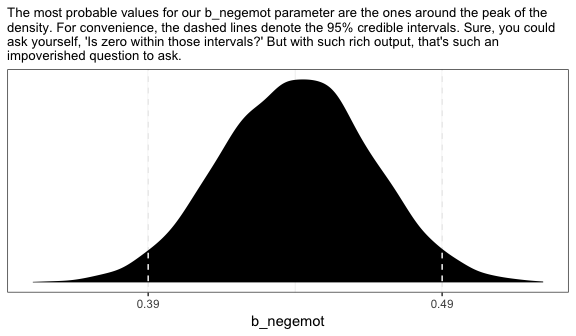 The most probable values for our b_negemot parameter are the ones around the peak of the
density. For convenience, the dashed lines denote the 95% credible intervals. Sure, you could
ask yourself, 'Is zero within those intervals?' But with such rich output, that's such an
impoverished question to ask.
0.39
0.49
b_negemot